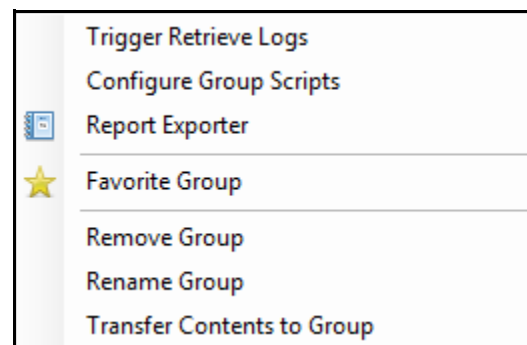 Trigger Retrieve Logs
Configure Group Scripts
Report Exporter
Favorite Group
Remove Group
Rename Group
Transfer Contents to Group